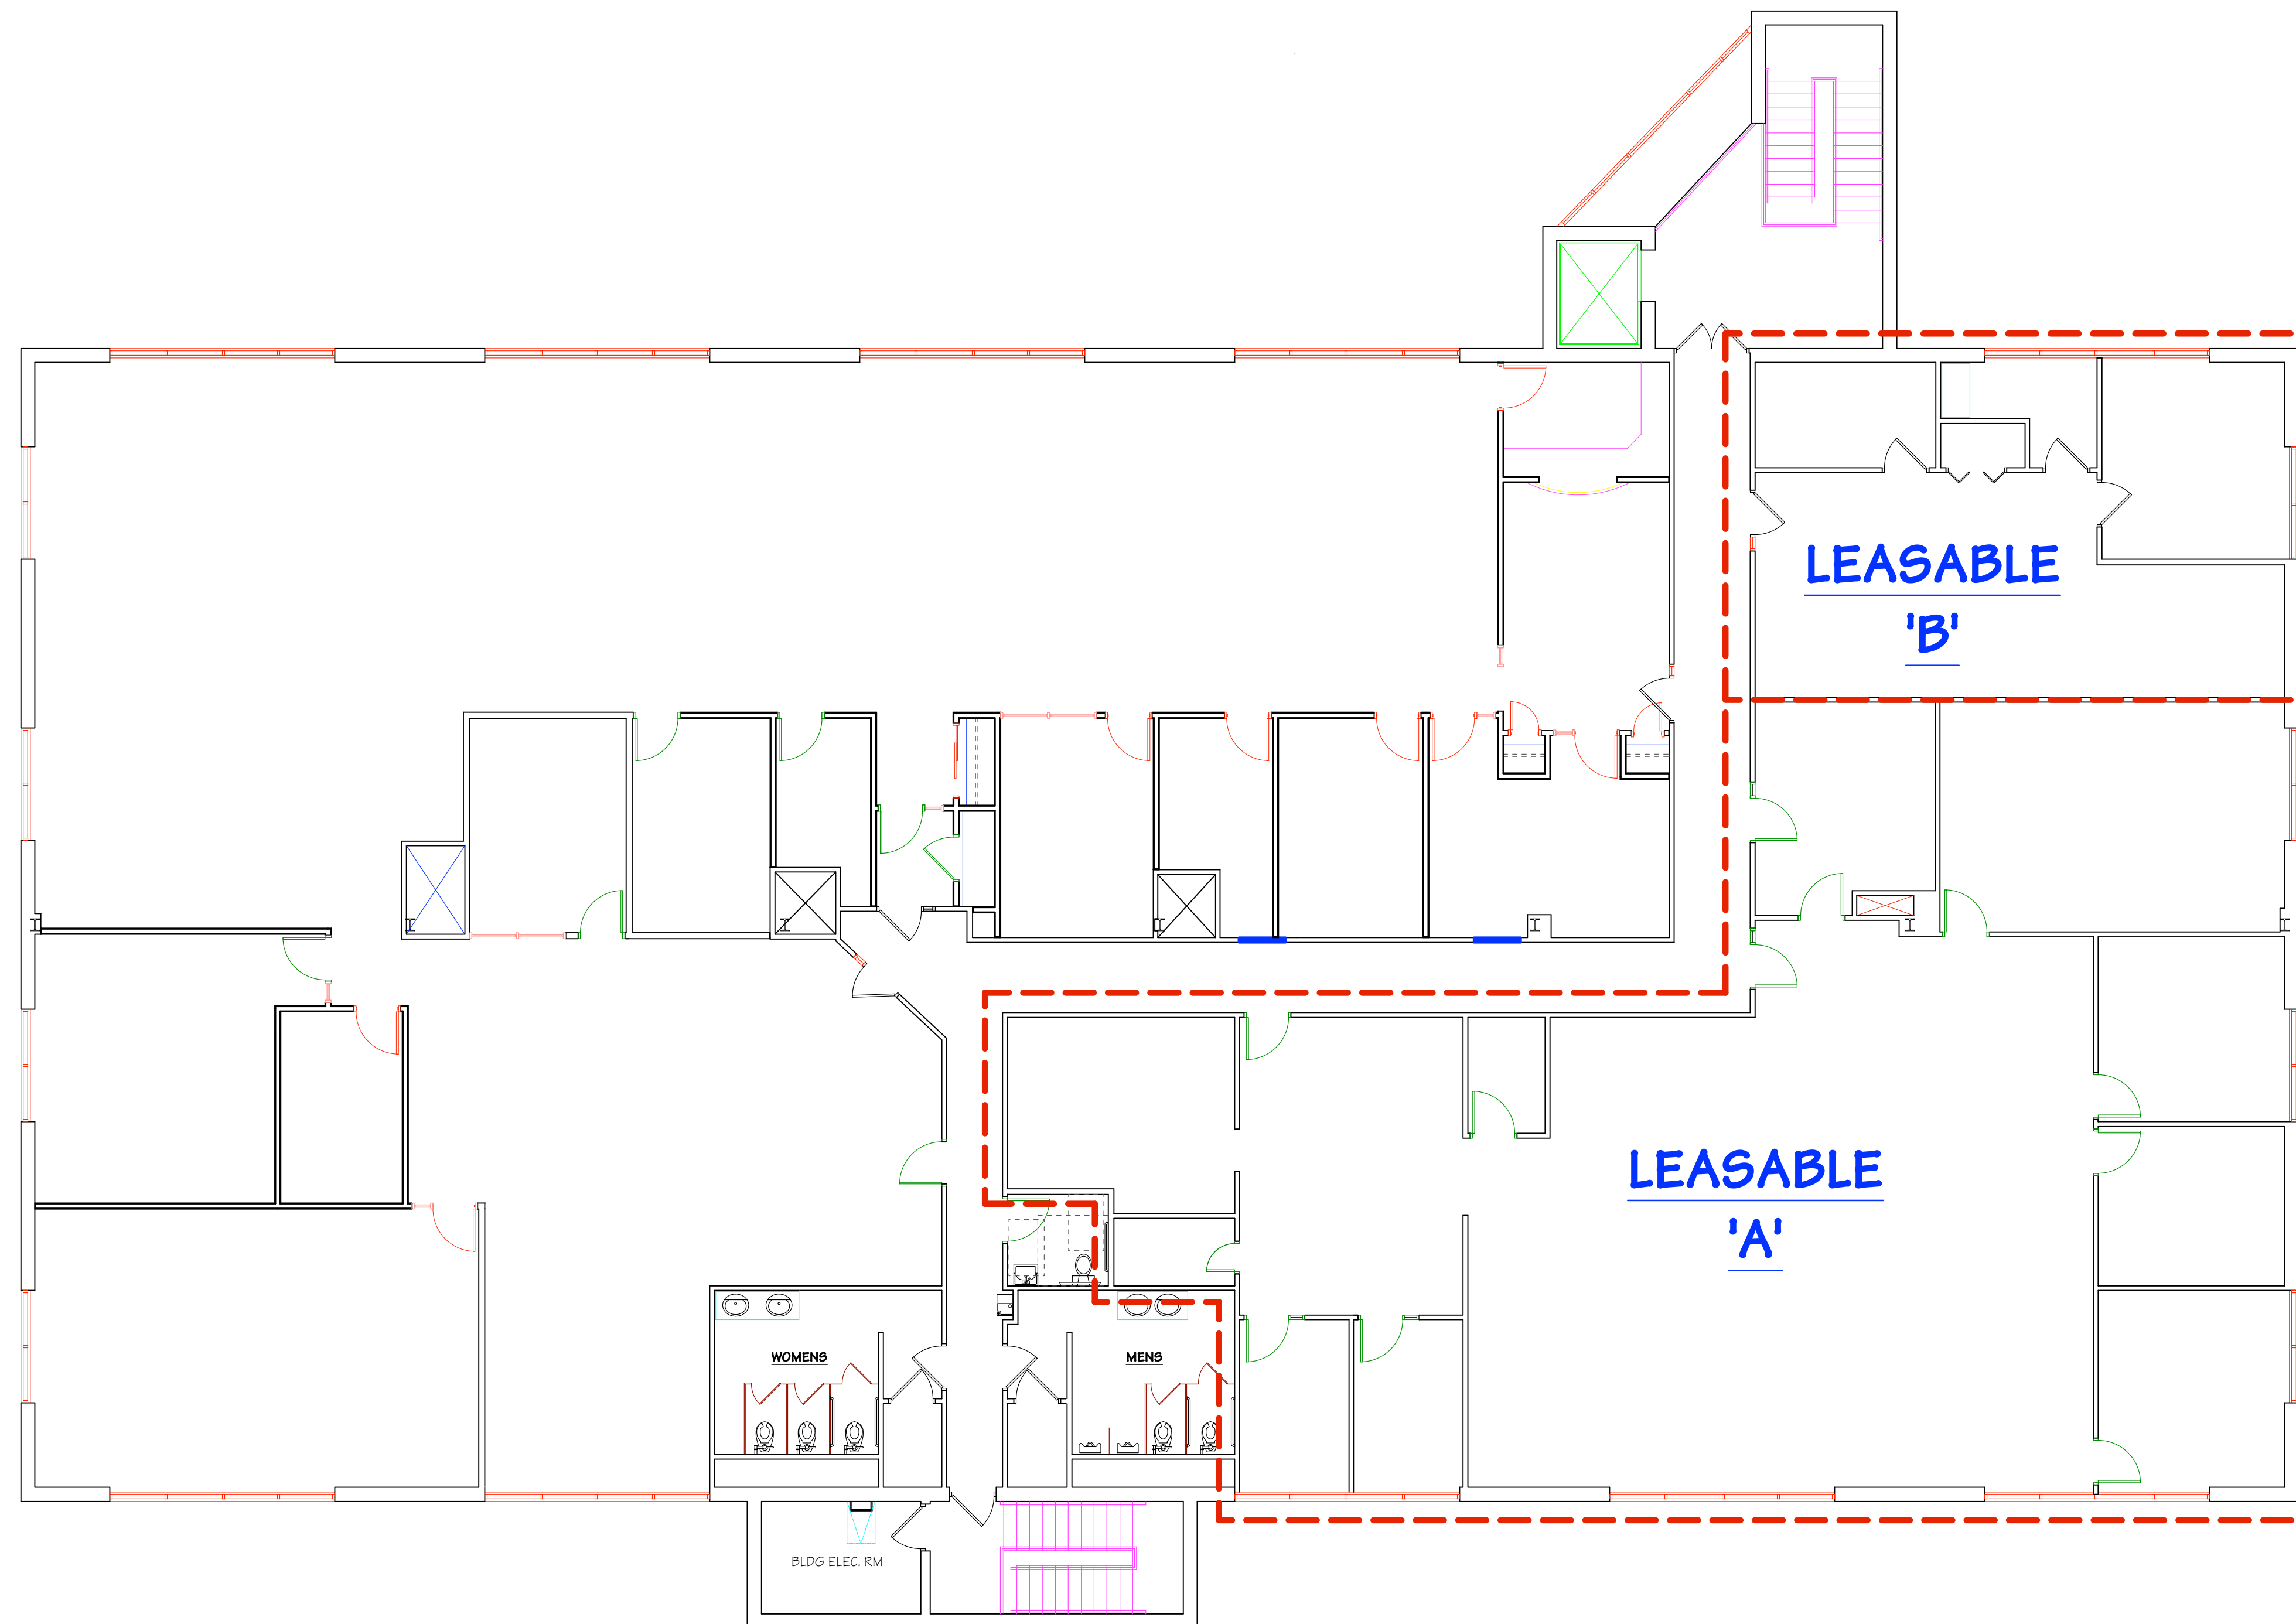 LEASABLE
'B'
LEASABLE
'A'
WOMENS
MENS
BLDG ELEC. RM